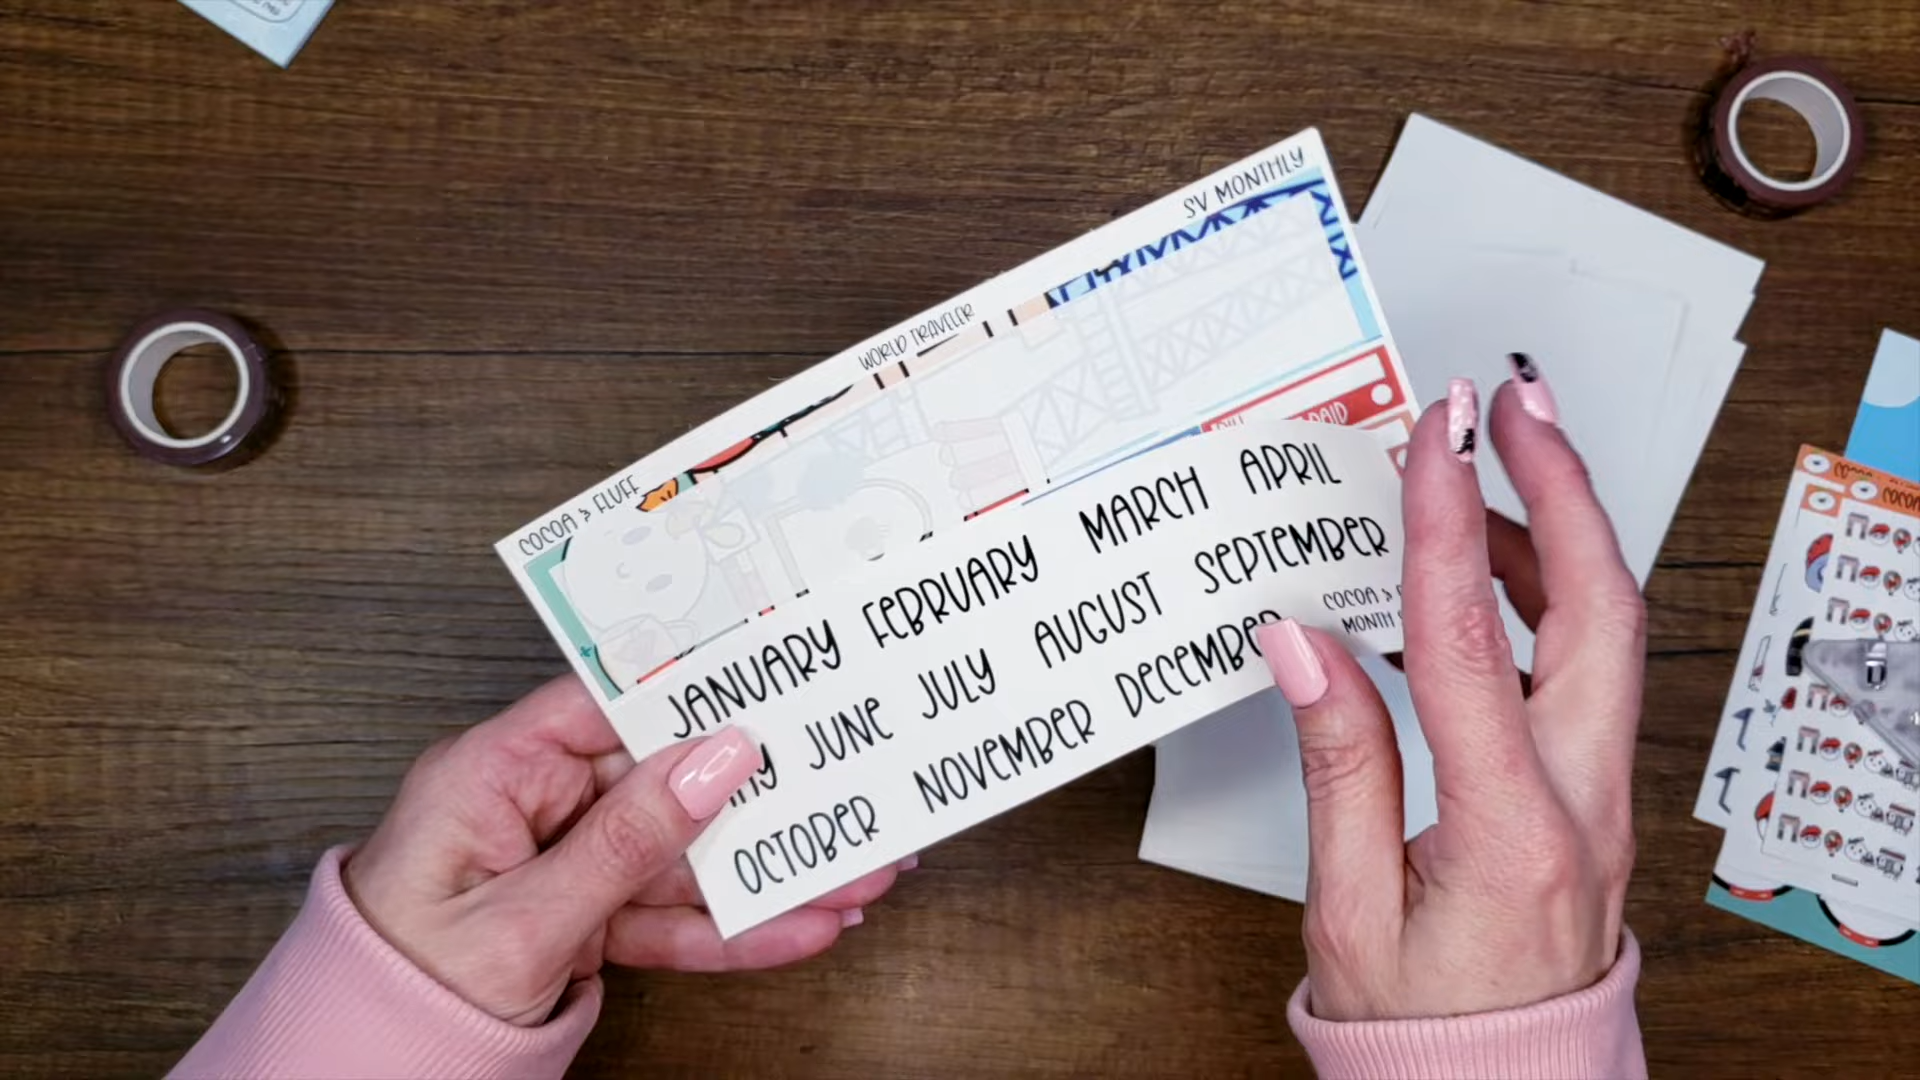 SV MONTHLY
WORLD TRAVELER
COCOA & FLUFF
PAID
JANUARY FEBRUARY MARCH APRIL
JUNE JULY AUGUST SEPTEMBER
OCTOBER NOVEMBER DECEMBER
COCOA &
MONTH